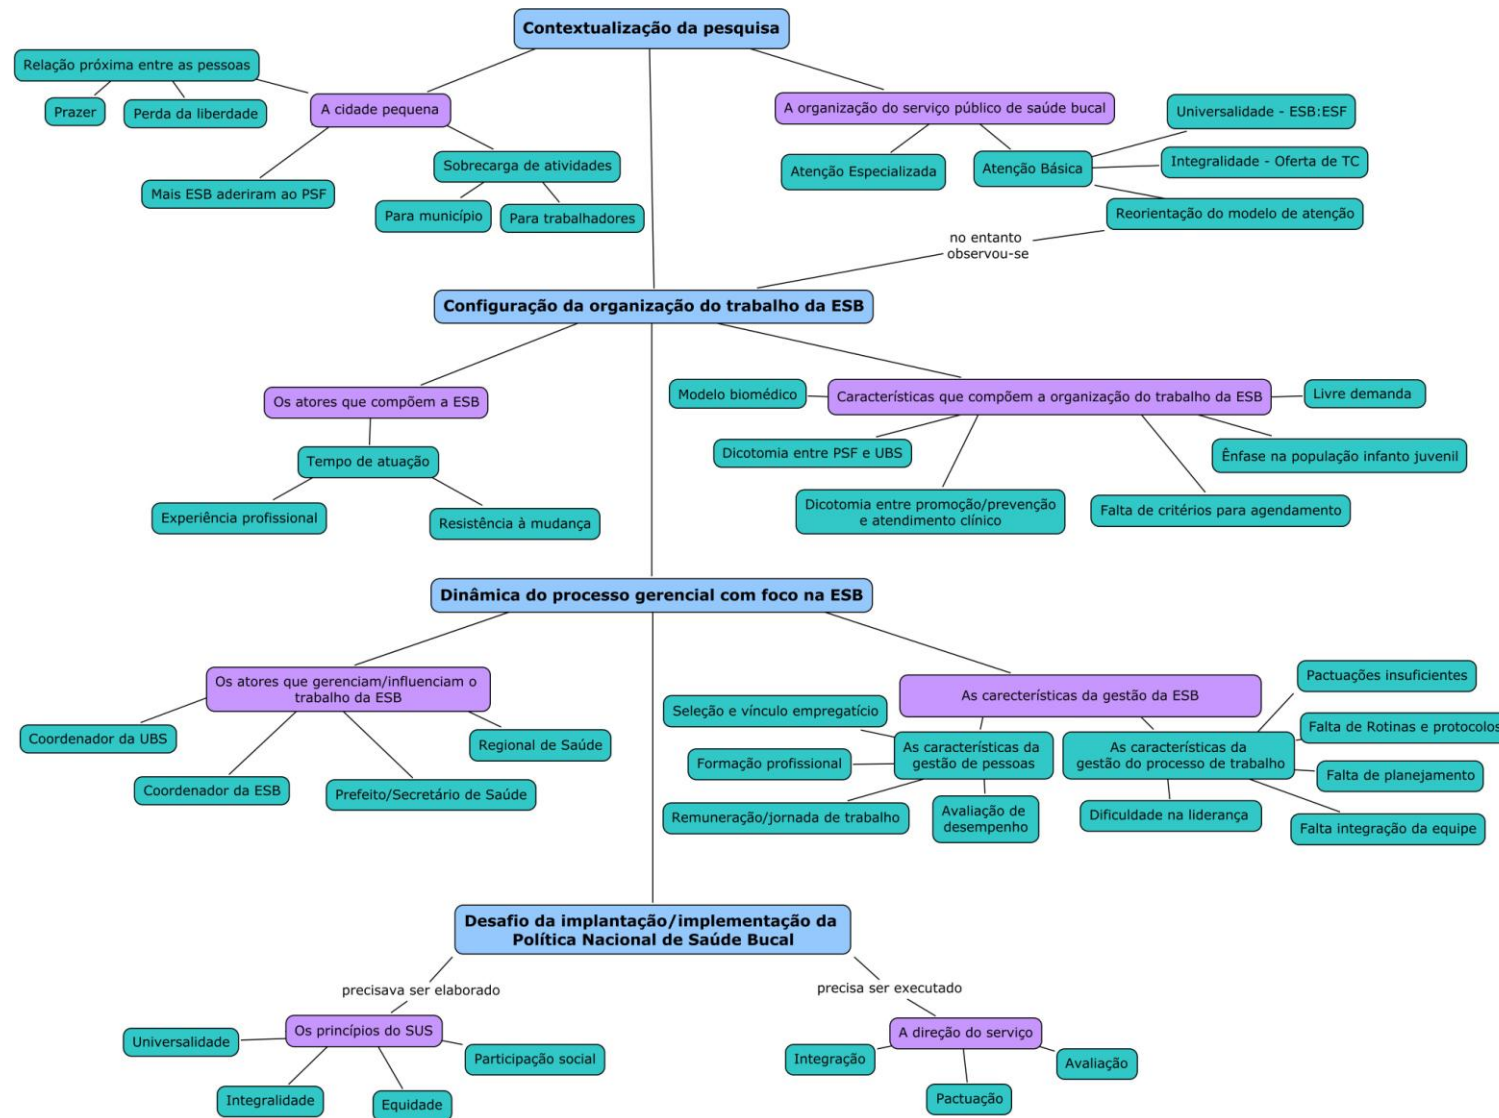 Contextualização da pesquisa
Relação próxima entre as pessoas
Prazer
Perda da liberdade
A cidade pequena
Mais ESB aderiram ao PSF
Sobrecarga de atividades
Para município
Para trabalhadores
A organização do serviço público de saúde bucal
Atenção Especializada
Atenção Básica
Universalidade - ESB:ESF
Integralidade - Oferta de TC
Reorientação do modelo de atenção
no entanto
observou-se
Configuração da organização do trabalho da ESB
Os atores que compõem a ESB
Tempo de atuação
Experiência profissional
Resistência à mudança
Modelo biomédico
Características que compõem a organização do trabalho da ESB
Livre demanda
Dicotomia entre PSF e UBS
Ênfase na população infanto juvenil
Dicotomia entre promoção/prevenção
e atendimento clínico
Falta de critérios para agendamento
Dinâmica do processo gerencial com foco na ESB
Os atores que gerenciam/influenciam o
trabalho da ESB
Coordenador da UBS
Coordenador da ESB
Prefeito/Secretário de Saúde
Regional de Saúde
As carecterísticas da gestão da ESB
Seleção e vínculo empregatício
Formação profissional
Remuneração/jornada de trabalho
As características da
gestão de pessoas
Avaliação de
desempenho
As características da
gestão do processo de trabalho
Pactuações insuficientes
Falta de Rotinas e protocolos
Falta de planejamento
Dificuldade na liderança
Falta integração da equipe
Desafio da implantação/implementação da
Política Nacional de Saúde Bucal
precisava ser elaborado
Os princípios do SUS
Universalidade
Integralidade
Equidade
Participação social
precisa ser executado
A direção do serviço
Integração
Pactuação
Avaliação